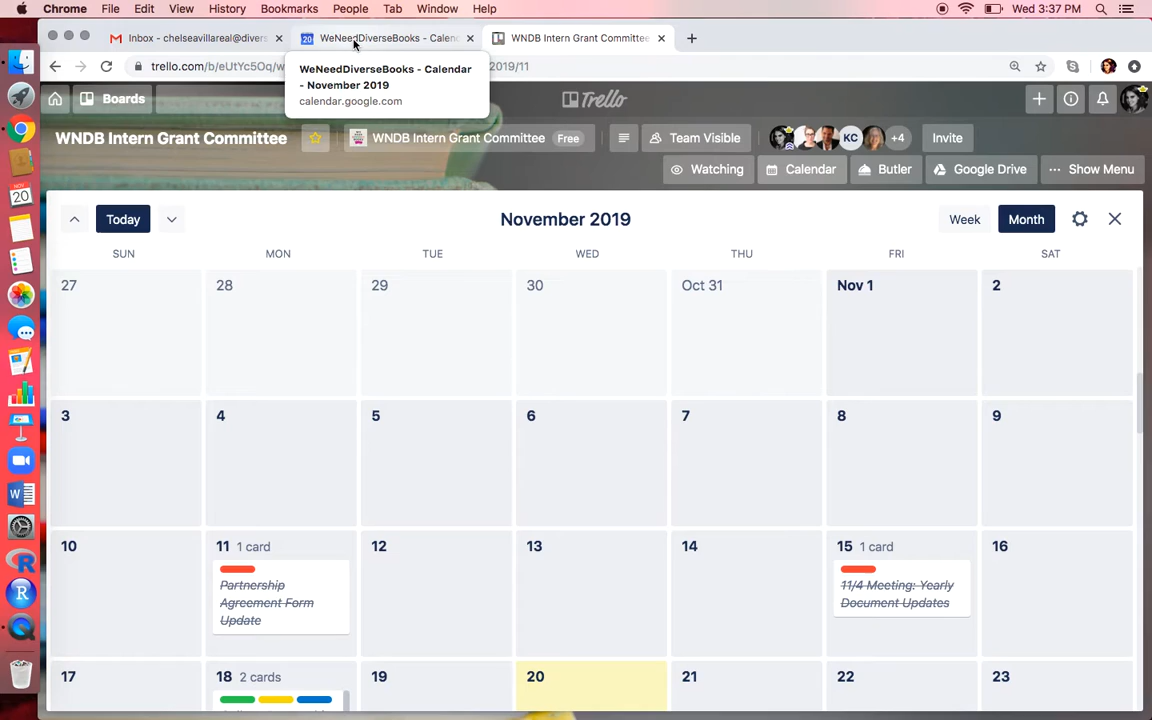 Chrome File Edit View History Bookmarks People Tab Window Help Wed 3:37 PM
Inbox - chelseavillareal@divers
20 WeNeedDiverseBooks - Calen
WNDB Intern Grant Committee
trello.com/b/eUtYc5Oq/w
2019/11
WeNeedDiverseBooks - Calendar
- November 2019
calendar.google.com
Boards
Trello
WNDB Intern Grant Committee
WNDB Intern Grant Committee Free
Team Visible
KC
+4
Invite
Watching
Calendar
Butler
Google Drive
Show Menu
Today
November 2019
Week
Month
SUN MON TUE WED THU FRI SAT
27 28 29 30 Oct 31 Nov 1 2
3 4 5 6 7 8 9
10 11 1 card 12 13 14 15 1 card 16
Partnership
Agreement Form
Update
11/4 Meeting: Yearly
Document Updates
17 18 2 cards 19 20 21 22 23
NOV
20
W
R
R